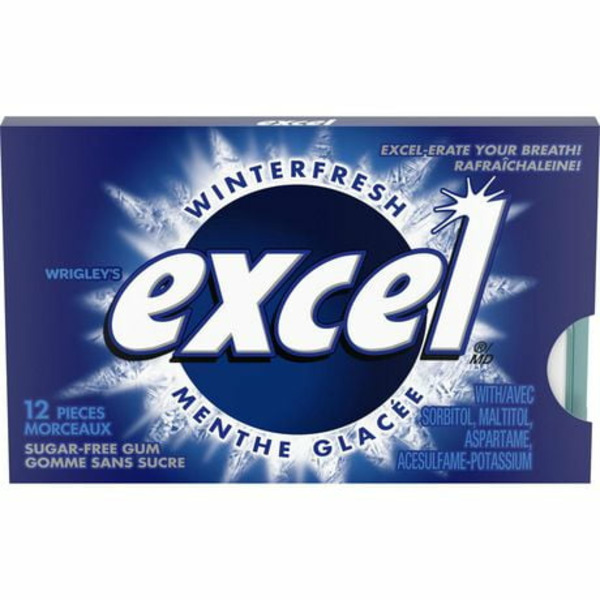 excel
EXCEL-ERATE YOUR BREATH!
RAFRAÎCHALEINE!
WINTERFRESH
WRIGLEY'S
excel
®/
MD
12 PIECES
MORCEAUX
MENTHE GLACÉE
SUGAR-FREE GUM
GOMME SANS SUCRE
WITH/AVEC
SORBITOL, MALTITOL,
ASPARTAME,
ACESULFAME-POTASSIUM